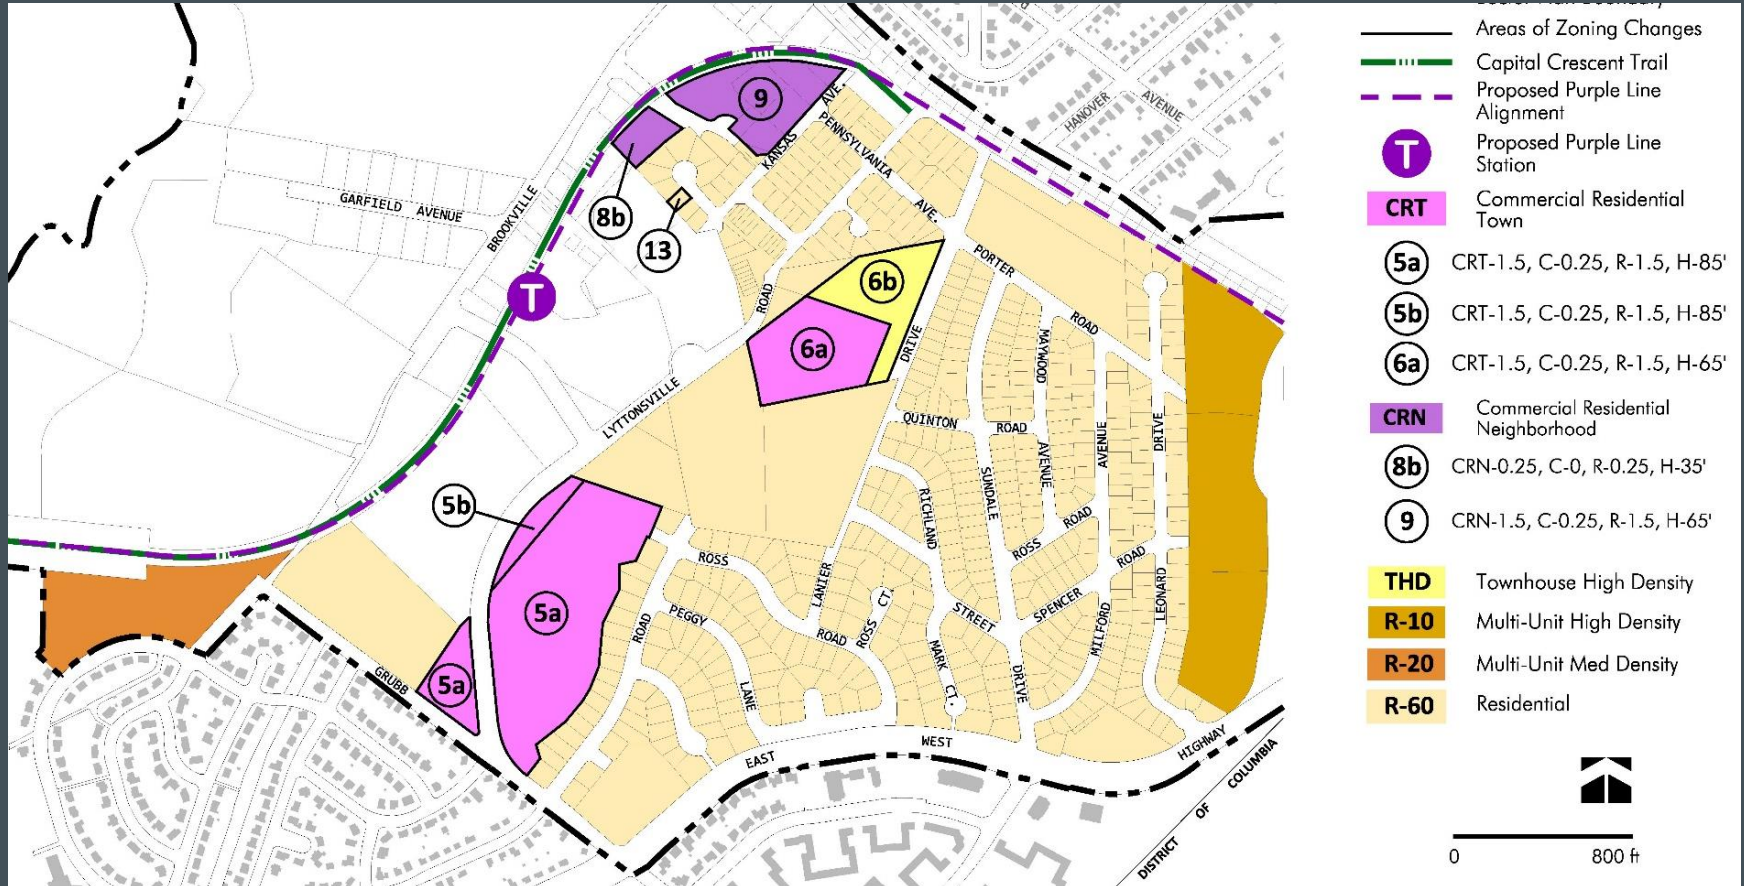 Areas of Zoning Changes
Capital Crescent Trail
Proposed Purple Line
Alignment
T
Proposed Purple Line
Station
CRT
Commercial Residential
Town
5a
CRT-1.5, C-0.25, R-1.5, H-85'
5b
CRT-1.5, C-0.25, R-1.5, H-85'
6a
CRT-1.5, C-0.25, R-1.5, H-65'
CRN
Commercial Residential
Neighborhood
8b
CRN-0.25, C-0, R-0.25, H-35'
9
CRN-1.5, C-0.25, R-1.5, H-65'
THD
Townhouse High Density
R-10
Multi-Unit High Density
R-20
Multi-Unit Med Density
R-60
Residential
0
800 ft
HANOVER
AVENUE
9
KANSAS
AVE.
PENNSYLVANIA
AVE.
8b
13
GARFIELD AVENUE
BROOKVILLE
T
ROAD
6b
6a
DRIVE
PORTER
ROAD
MAYWOOD
AVENUE
LYTTONSVILLE
QUINTON
ROAD
AVENUE
DRIVE
SUNDALE
RICHLAND
5b
5a
5a
ROSS
ROAD
PEGGY
LANE
ROAD
LANIER
ROSS CT.
STREET
MARK CT.
ROSS
ROAD
SPENCER
ROAD
MILFORD
LEONARD
DRIVE
GRUBB
EAST
WEST
HIGHWAY
DISTRICT OF COLUMBIA